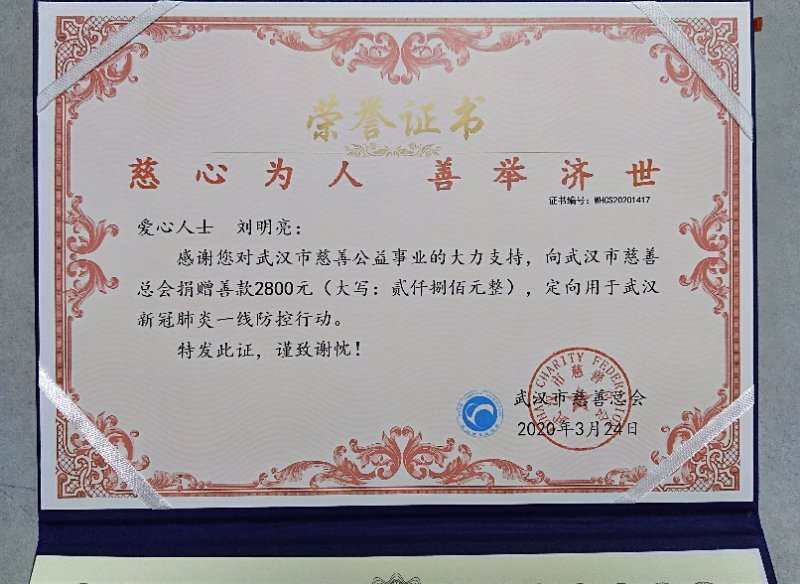 荣誉证书
慈心为人 善举济世
证书编号：WHCS20201417
爱心人士 刘明亮：
感谢您对武汉市慈善公益事业的大力支持，向武汉市慈善
总会捐赠善款2800元（大写：贰仟捌佰元整），定向用于武汉
新冠肺炎一线防控行动。
特发此证，谨致谢忱！
武汉市慈善总会
2020年3月24日
CHARITY FEDERATION